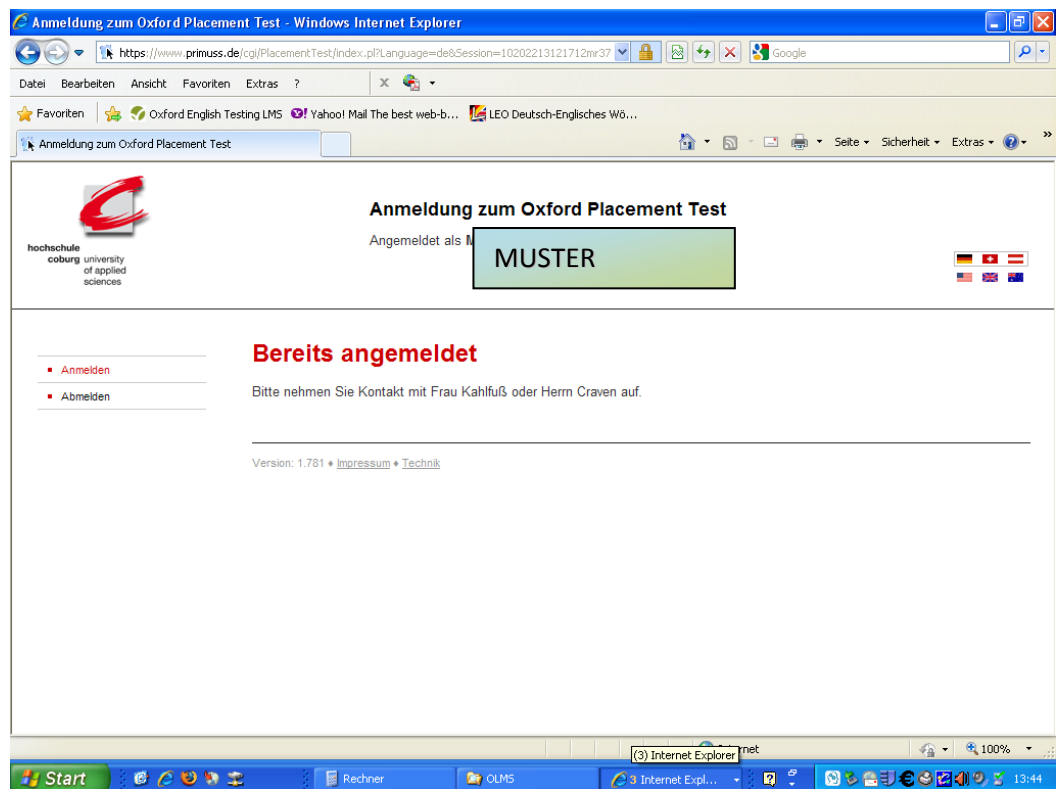 Anmeldung zum Oxford Placement Test - Windows Internet Explorer
https://www.primuss.de/cgi/PlacementTest/index.pl?Language=de&Session=10202213121712mr37
Google
Datei Bearbeiten Ansicht Favoriten Extras ?
x
Favoriten Oxford English Testing LMS Yahoo! Mail The best web-b... LEO Deutsch-Englisches Wö...
Anmeldung zum Oxford Placement Test
Seite Sicherheit Extras »
hochschule
coburg university
of applied
sciences
Anmeldung zum Oxford Placement Test
Angemeldet als
MUSTER
Anmelden
Abmelden
Bereits angemeldet
Bitte nehmen Sie Kontakt mit Frau Kahlfuß oder Herrn Craven auf.
Version: 1.781 ♦ Impressum ♦ Technik
(3) Internet Explorer
100%
Start
Rechner
OLMS
3 Internet Expl...
13:44